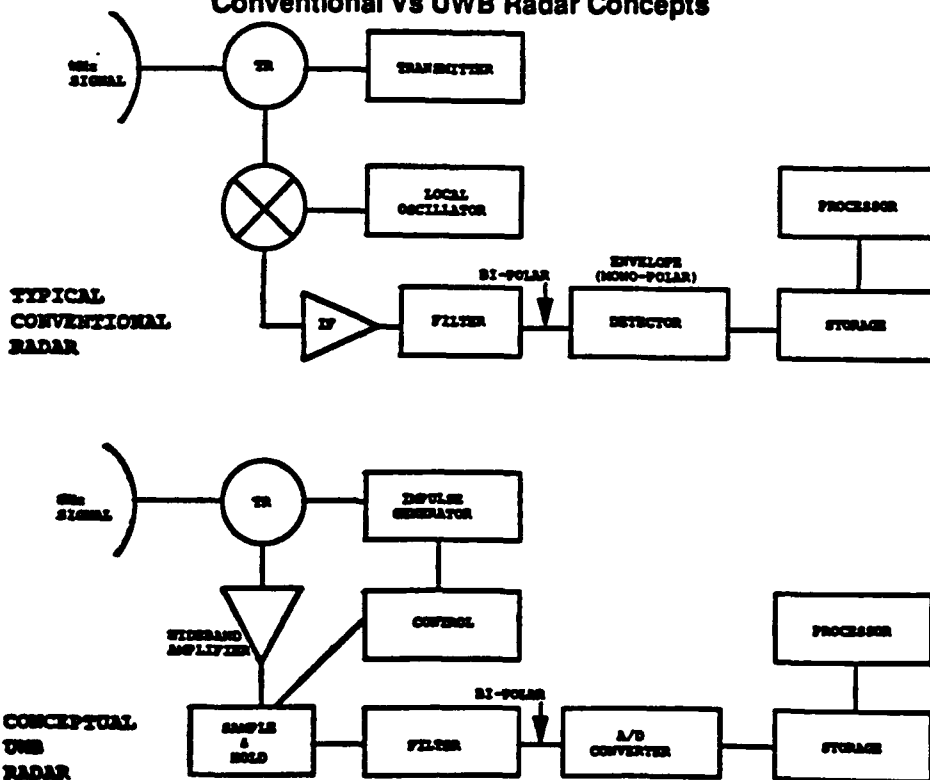 Conventional Vs UWB Radar Concepts
SIGNAL
TR
TRANSMITTER
LOCAL
OSCILLATOR
PROCESSOR
TYPICAL
CONVENTIONAL
RADAR
IF
FILTER
BI-POLAR
ENVELOPE
(MONO-POLAR)
DETECTOR
STORAGE
SIGNAL
TR
IMPULSE
GENERATOR
WIDEBAND
AMPLIFIER
CONTROL
PROCESSOR
CONCEPTUAL
UWB
RADAR
SAMPLE
&
HOLD
FILTER
BI-POLAR
A/D
CONVERTER
STORAGE